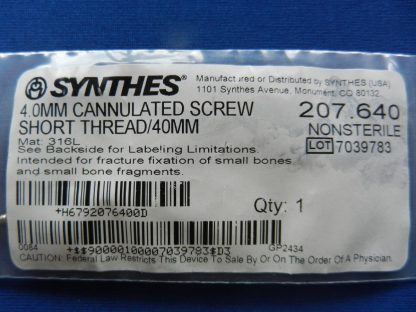 SYNTHES®
Manufactured or Distributed by SYNTHES (USA)
1101 Synthes Avenue, Monument, CO 80132
4.0MM CANNULATED SCREW
SHORT THREAD/40MM
207.640
NONSTERILE
LOT 7039783
Mat: 316L
See Backside for Labeling Limitations.
Intended for fracture fixation of small bones
and small bone fragments.
+H6792076400D
Qty: 1
0084
+$$90000100007039783$D3
GP2434
CAUTION: Federal Law Restricts This Device To Sale By Or On The Order Of A Physician.